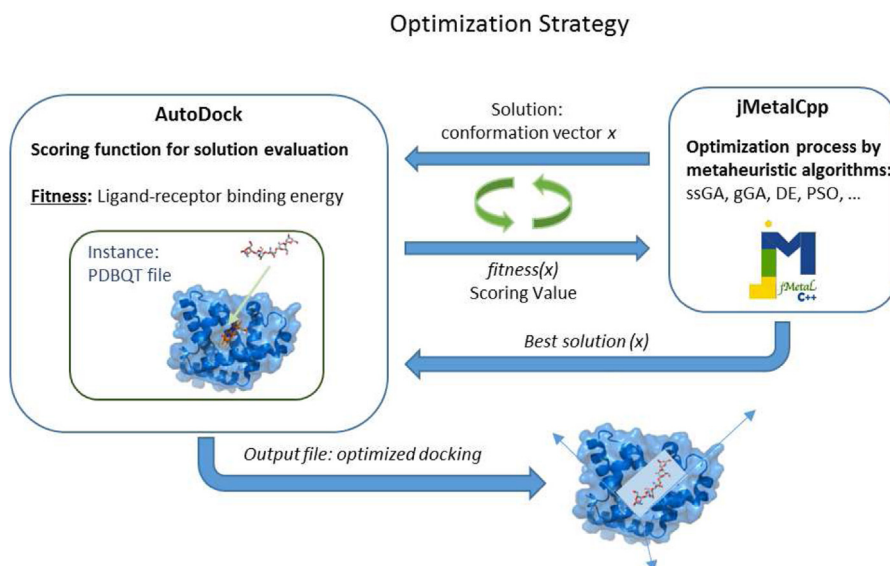 Optimization Strategy
AutoDock
Scoring function for solution evaluation
Fitness: Ligand-receptor binding energy
Instance:
PDBQT file
Solution:
conformation vector x
fitness(x)
Scoring Value
Best solution (x)
jMetalCpp
Optimization process by
metaheuristic algorithms:
ssGA, gGA, DE, PSO, ...
jM
jMetal
C++
Output file: optimized docking